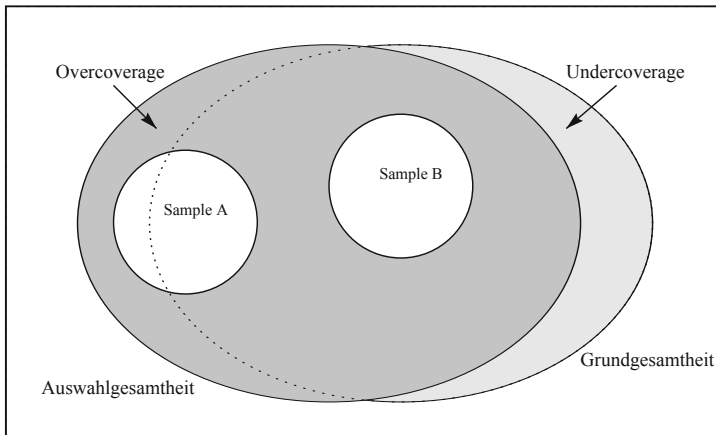 Overcoverage
Undercoverage
Sample A
Sample B
Auswahlgesamtheit
Grundgesamtheit